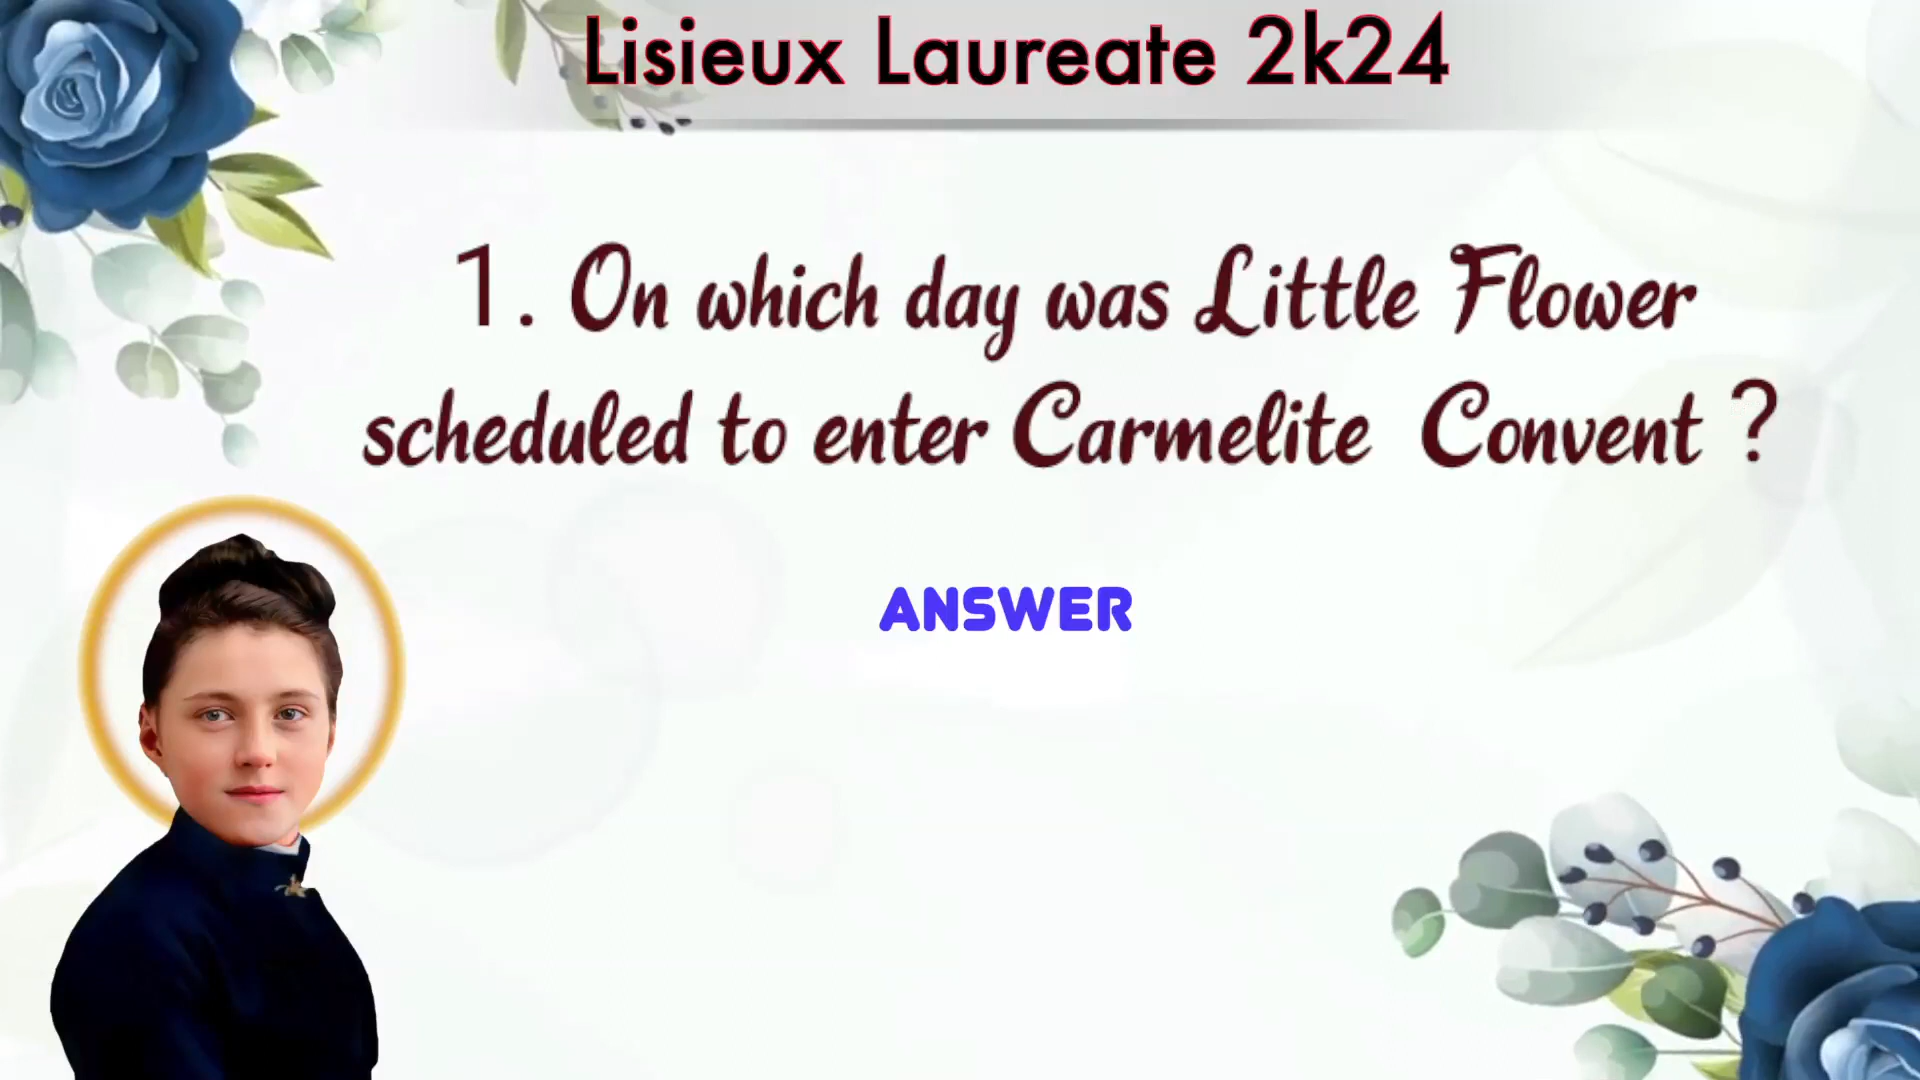 Lisieux Laureate 2k24
1. On which day was Little Flower
scheduled to enter Carmelite Convent ?
ANSWER